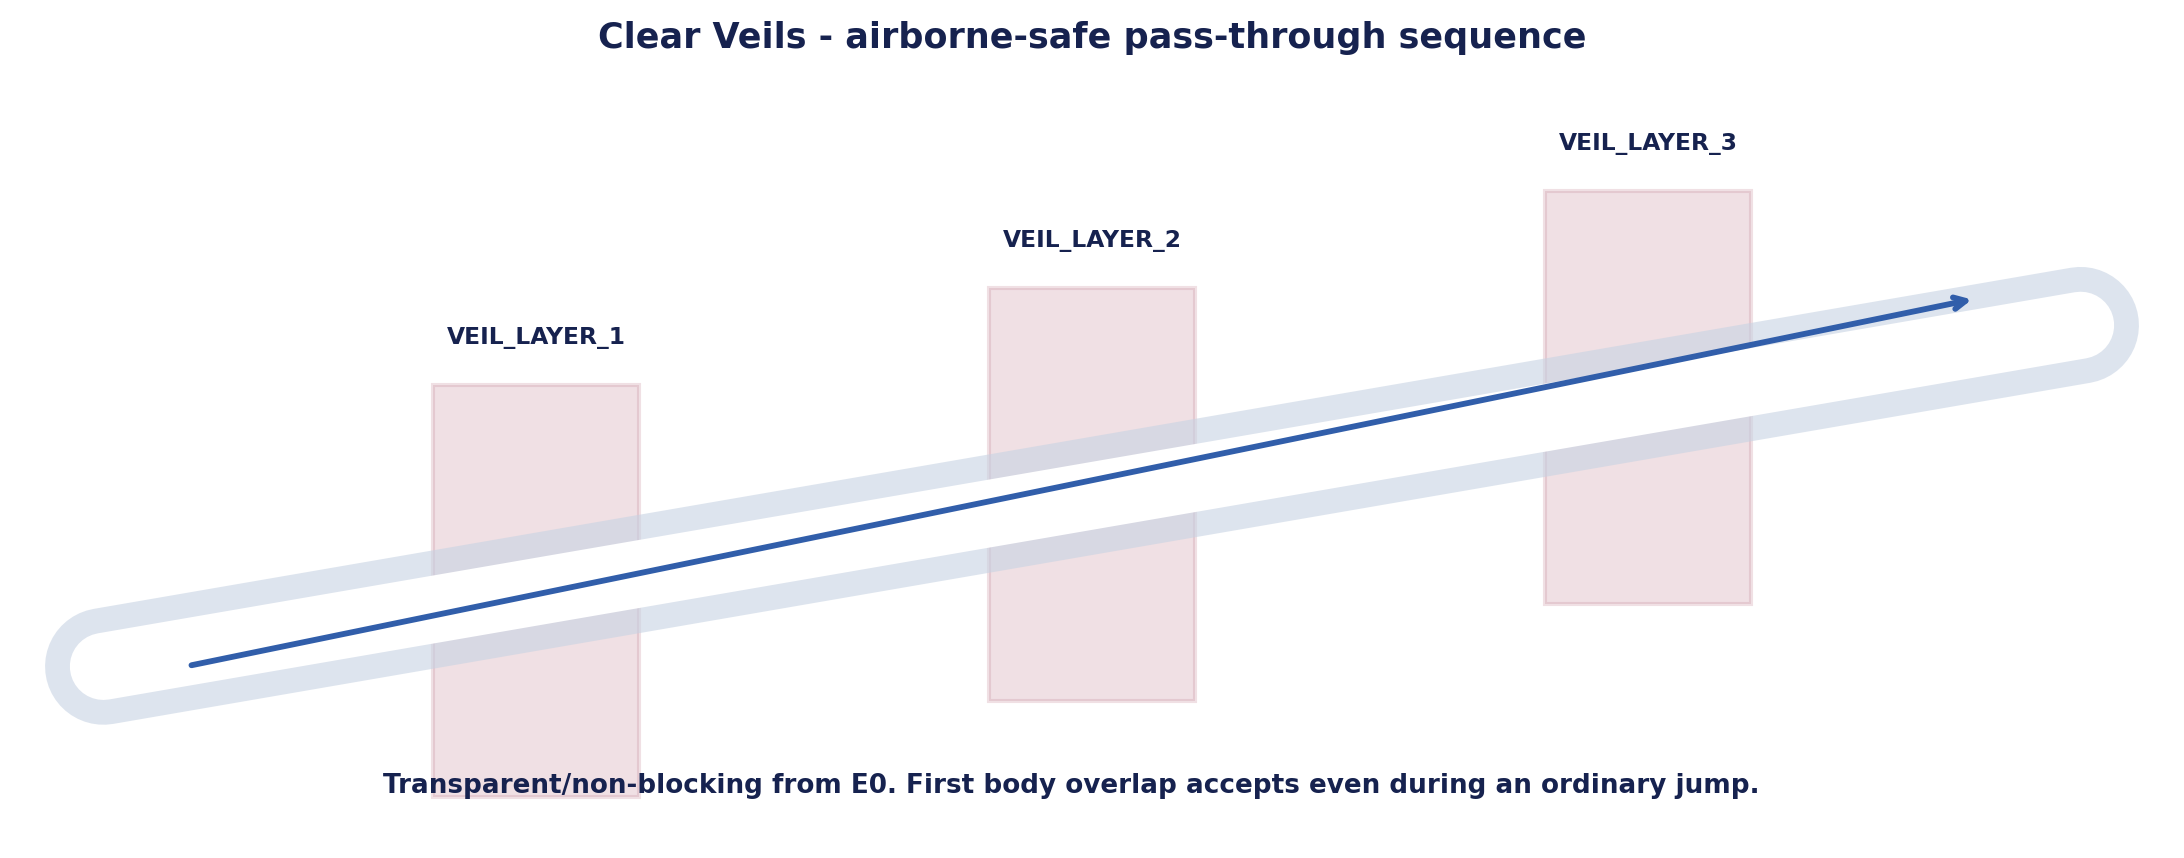 Clear Veils - airborne-safe pass-through sequence
VEIL_LAYER_3
VEIL_LAYER_2
VEIL_LAYER_1
Transparent/non-blocking from E0. First body overlap accepts even during an ordinary jump.